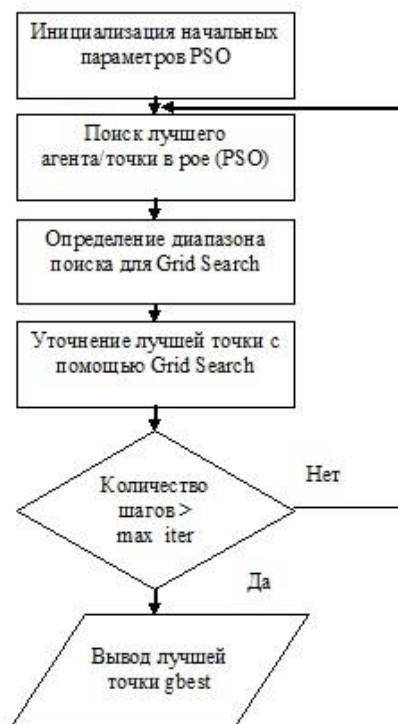 Инициализация начальных
параметров PSO
Поиск лучшего
агента/точки в рое (PSO)
Определение диапазона
поиска для Grid Search
Уточнение лучшей точки с
помощью Grid Search
Количество
шагов >
max_iter
Нет
Да
Вывод лучшей
точки gbest